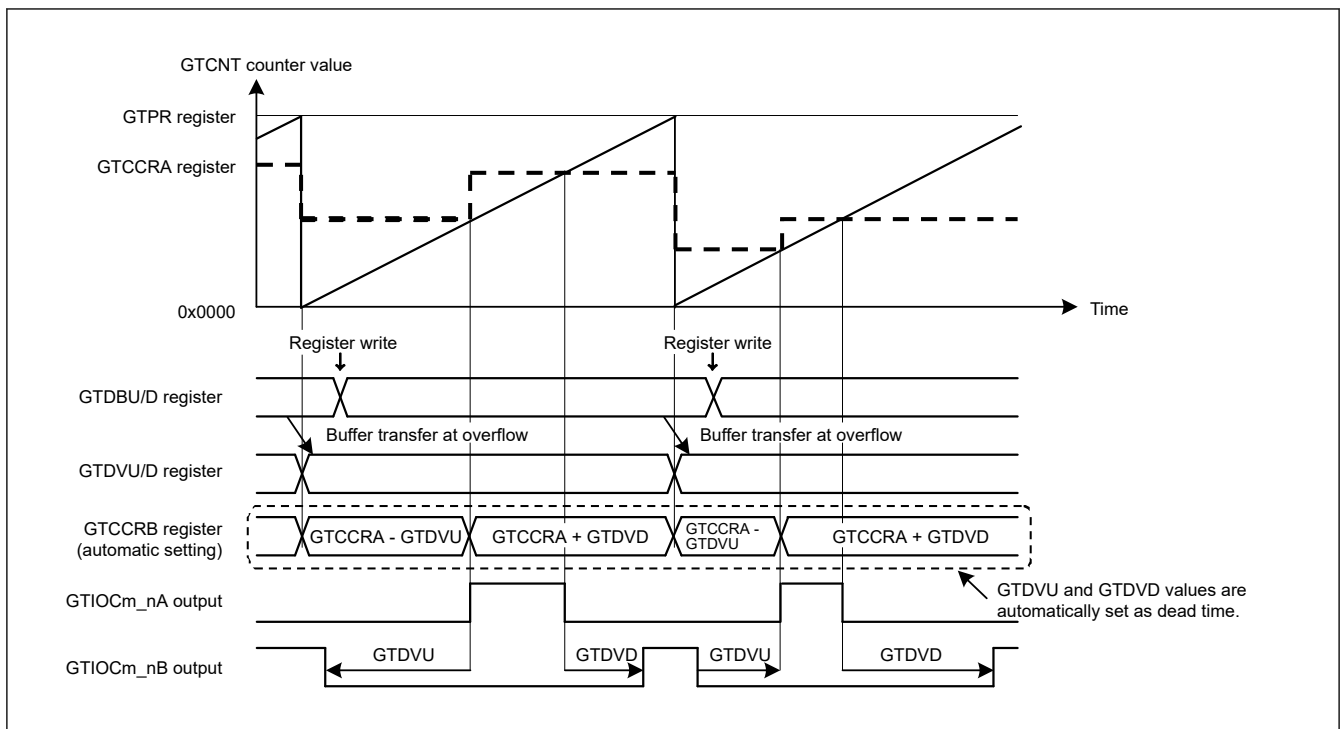 GTCNT counter value
GTPR register
GTCCRA register
0x0000
Time
Register write
Register write
GTDBU/D register
Buffer transfer at overflow
Buffer transfer at overflow
GTDVU/D register
GTCCRB register
(automatic setting)
GTCCRA - GTDVU
GTCCRA + GTDVD
GTCCRA -
GTDVU
GTCCRA + GTDVD
GTDVU and GTDVD values are
automatically set as dead time.
GTIOCm_nA output
GTIOCm_nB output
GTDVU
GTDVD
GTDVU
GTDVD